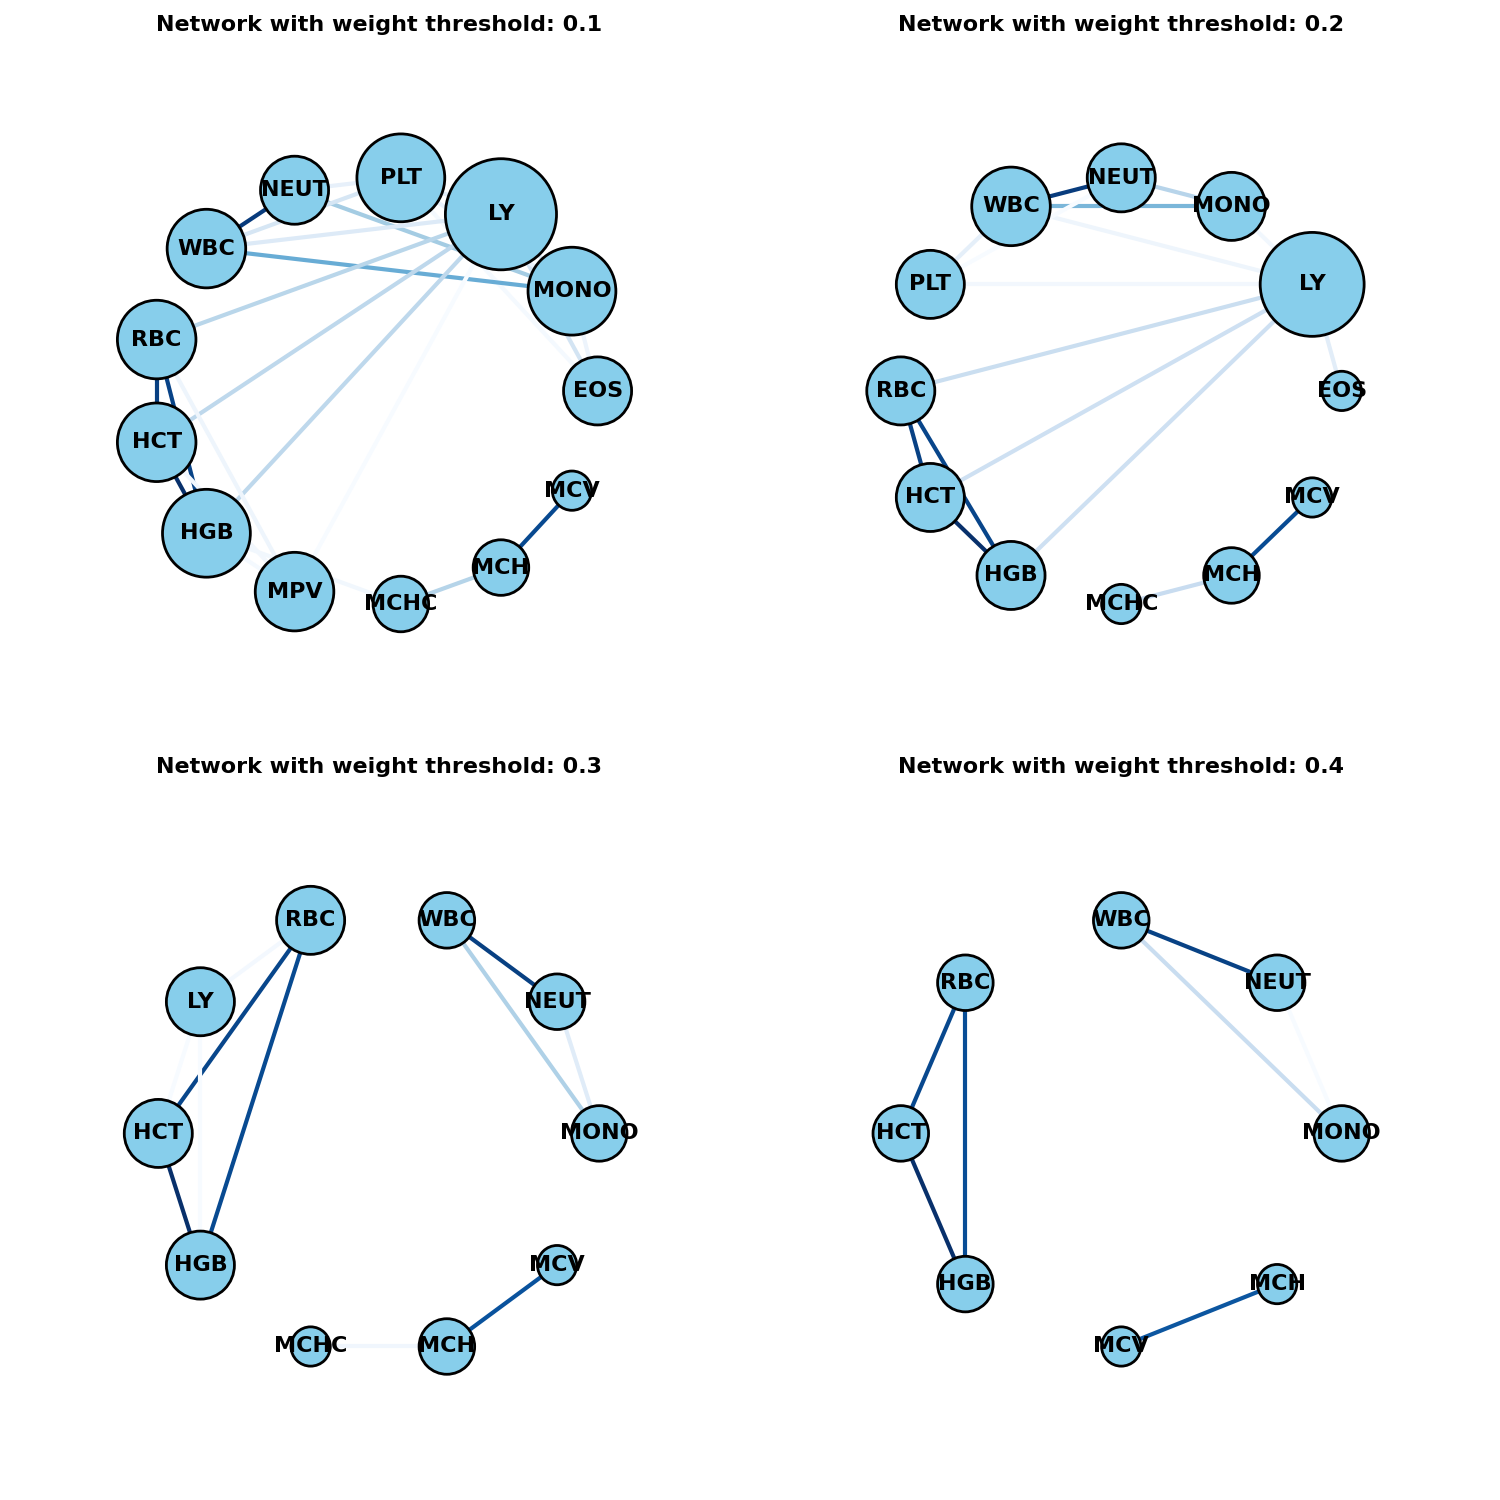 Network with weight threshold: 0.1
PLT
NEUT
LY
WBC
MONO
RBC
EOS
HCT
MCV
HGB
MCH
MPV
MCHC
Network with weight threshold: 0.2
NEUT
WBC
MONO
PLT
LY
RBC
EOS
HCT
MCV
HGB
MCH
MCHC
Network with weight threshold: 0.3
RBC
WBC
LY
NEUT
HCT
MONO
HGB
MCV
MCHC
MCH
Network with weight threshold: 0.4
WBC
RBC
NEUT
HCT
MONO
HGB
MCH
MCV